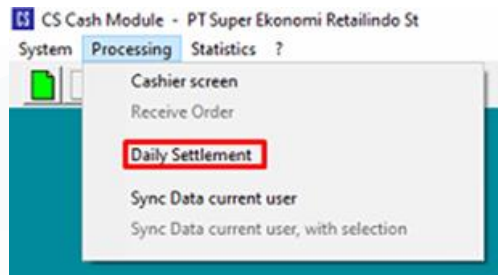 CS CS Cash Module - PT Super Ekonomi Retailindo St
System Processing Statistics ?
Cashier screen
Receive Order
Daily Settlement
Sync Data current user
Sync Data current user, with selection